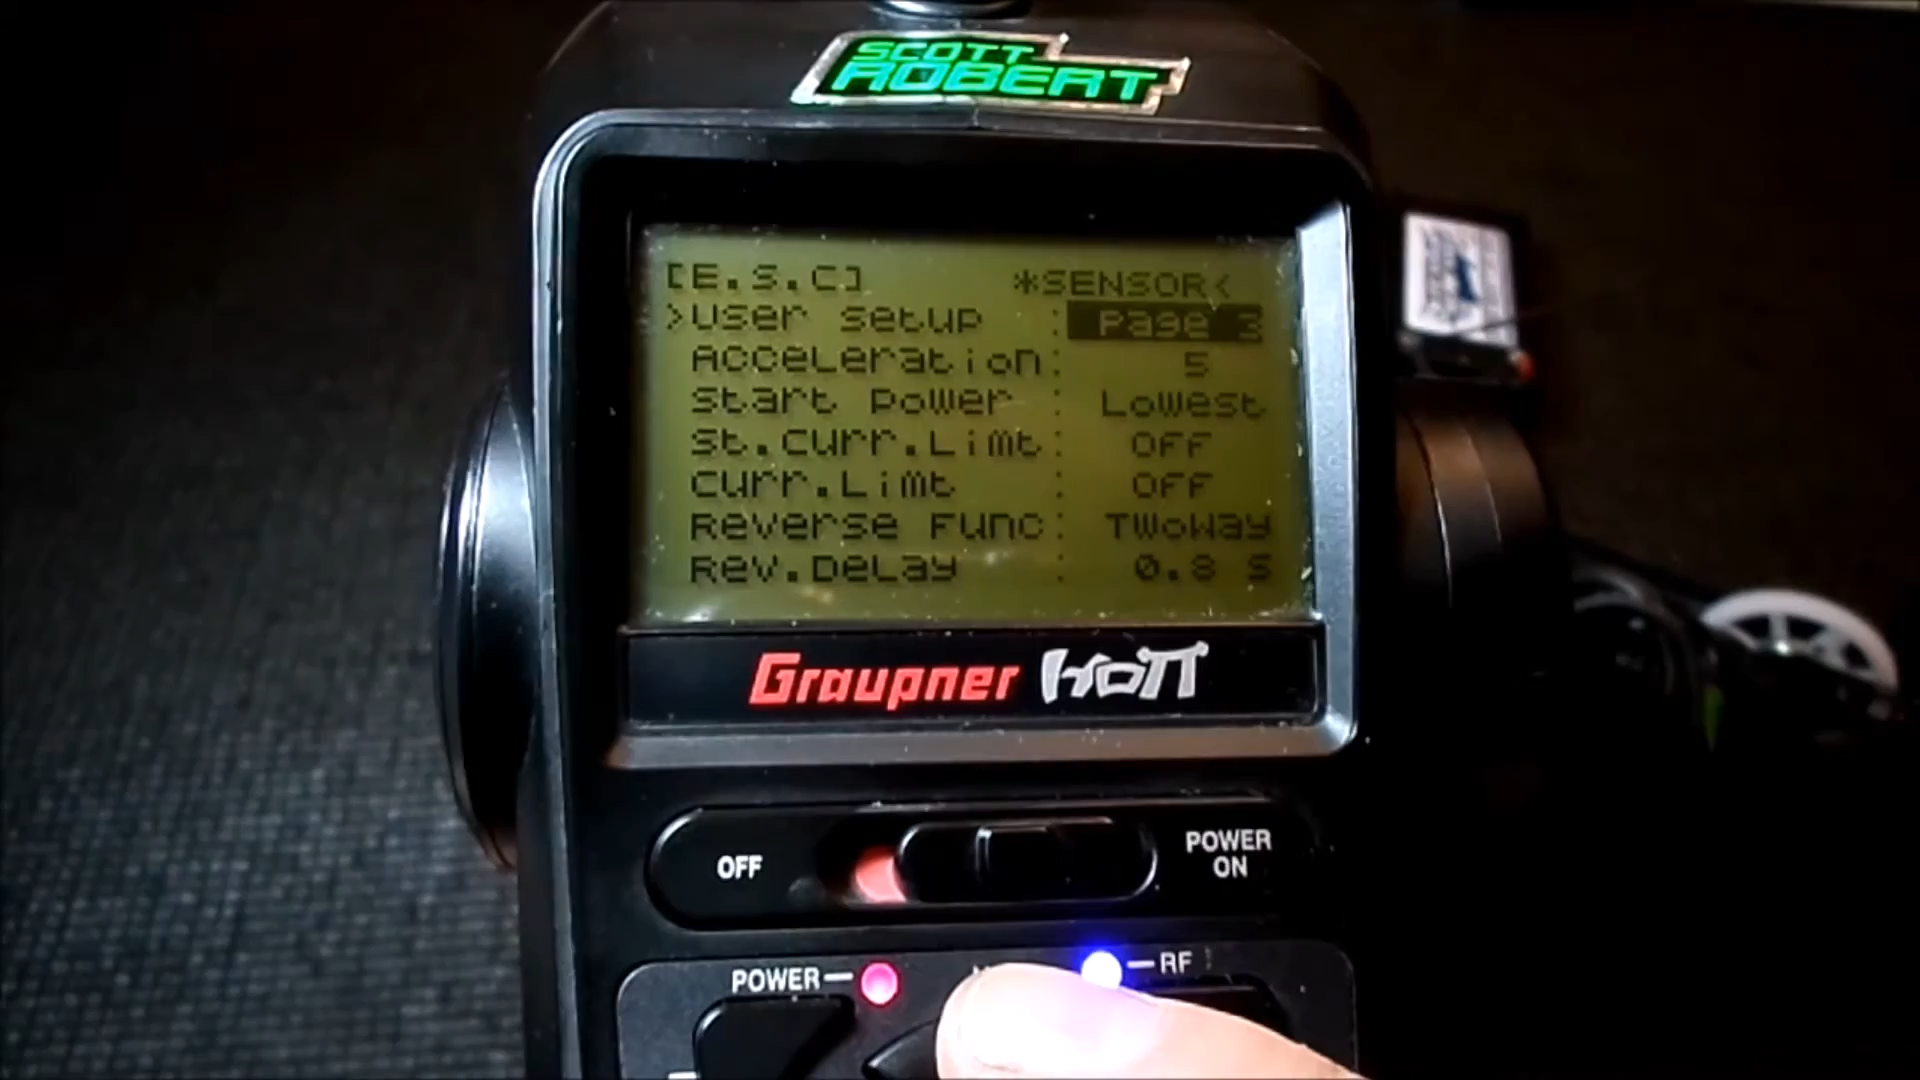 SCOTT
ROBERT
[E.S.C] *SENSOR<
>User setup : Page 3
Acceleration: 5
Start Power : Lowest
St.Curr.Limt: OFF
Curr.Limt : OFF
Reverse Func: TwoWay
Rev.Delay : 0.8 S
Graupner HoTT
OFF
POWER
ON
POWER
RF